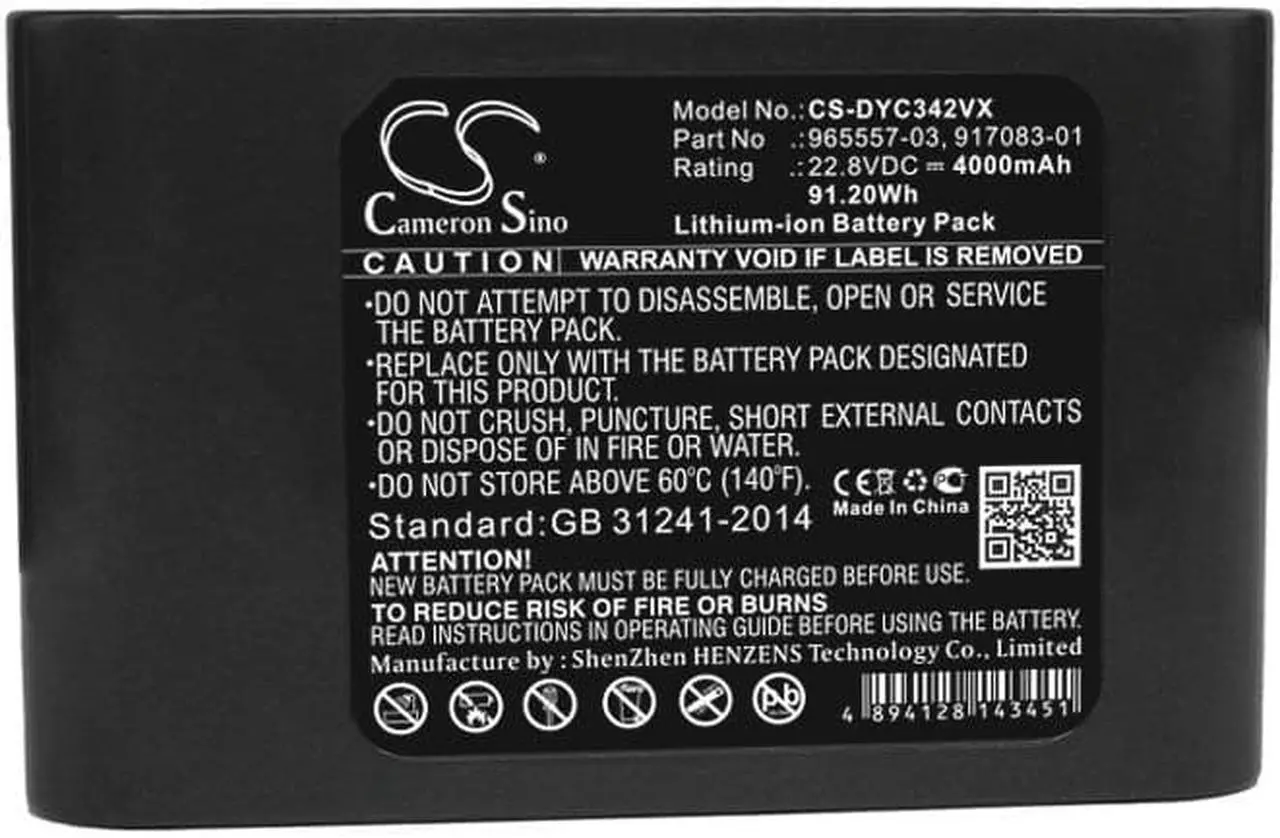 CS®
Cameron Sino
Model No.:CS-DYC342VX
Part No .:965557-03, 917083-01
Rating .:22.8VDC ⎓ 4000mAh
91.20Wh
Lithium-ion Battery Pack
CAUTION WARRANTY VOID IF LABEL IS REMOVED
•DO NOT ATTEMPT TO DISASSEMBLE, OPEN OR SERVICE
THE BATTERY PACK.
•REPLACE ONLY WITH THE BATTERY PACK DESIGNATED
FOR THIS PRODUCT.
•DO NOT CRUSH, PUNCTURE, SHORT EXTERNAL CONTACTS
OR DISPOSE OF IN FIRE OR WATER.
•DO NOT STORE ABOVE 60°C (140°F).
CE PCT
Made In China
Standard:GB 31241-2014
ATTENTION!
NEW BATTERY PACK MUST BE FULLY CHARGED BEFORE USE.
TO REDUCE RISK OF FIRE OR BURNS
READ INSTRUCTIONS IN OPERATING GUIDE BEFORE USING THE BATTERY.
Manufacture by : ShenZhen HENZENS Technology Co., Limited
pb
4 894128 143451